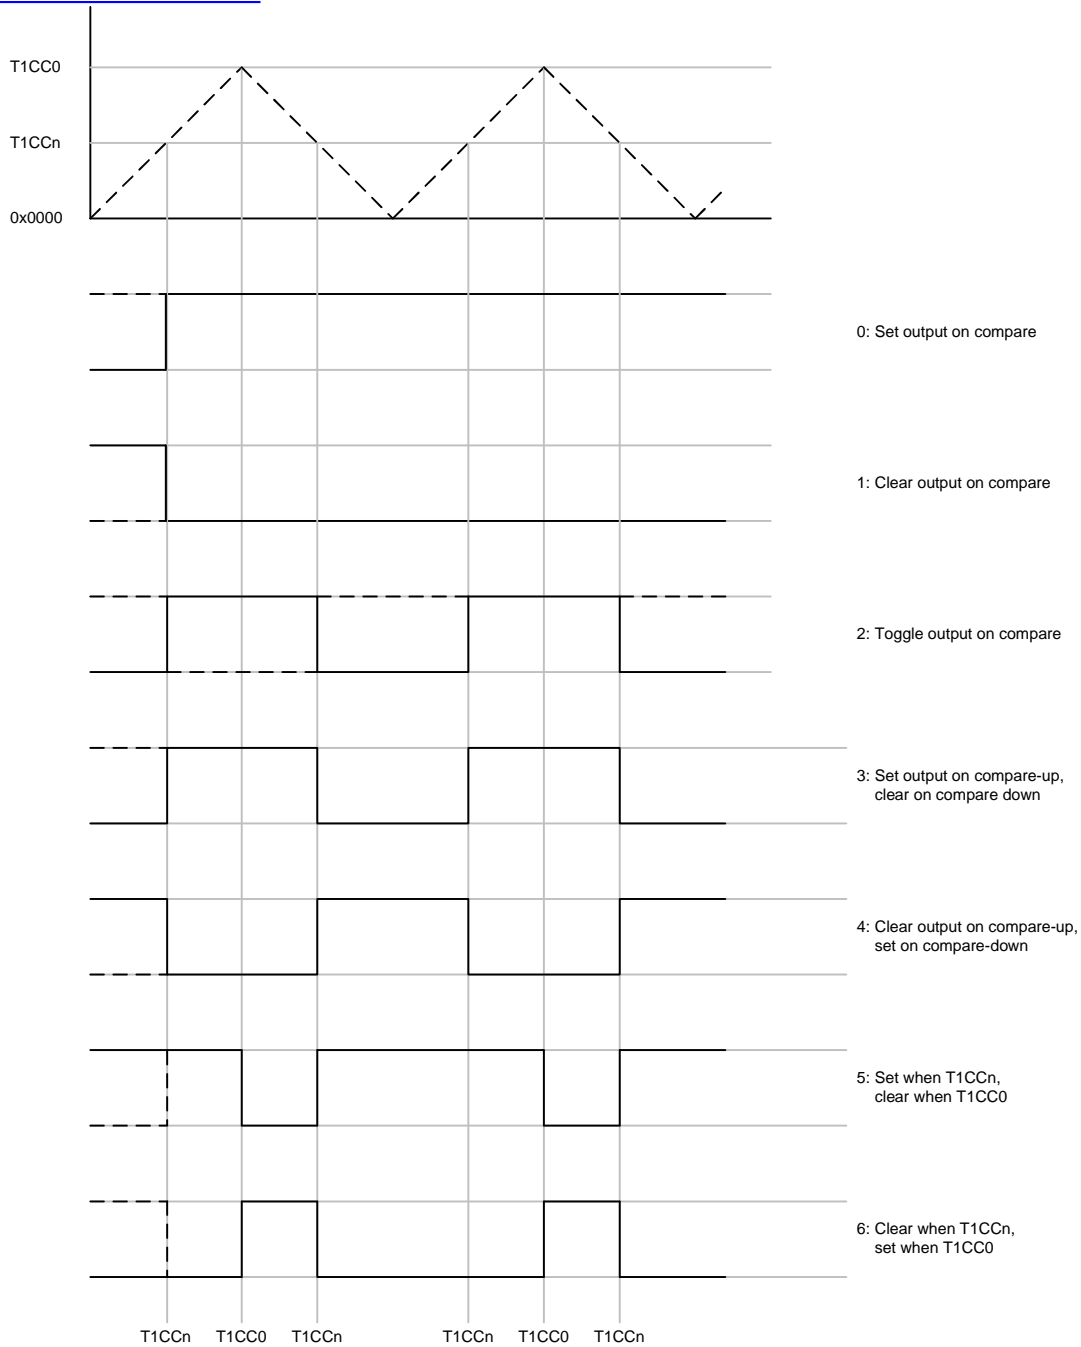 T1CC0
T1CCn
0x0000
0: Set output on compare
1: Clear output on compare
2: Toggle output on compare
3: Set output on compare-up,
clear on compare down
4: Clear output on compare-up,
set on compare-down
5: Set when T1CCn,
clear when T1CC0
6: Clear when T1CCn,
set when T1CC0
T1CCn T1CC0 T1CCn T1CCn T1CC0 T1CCn